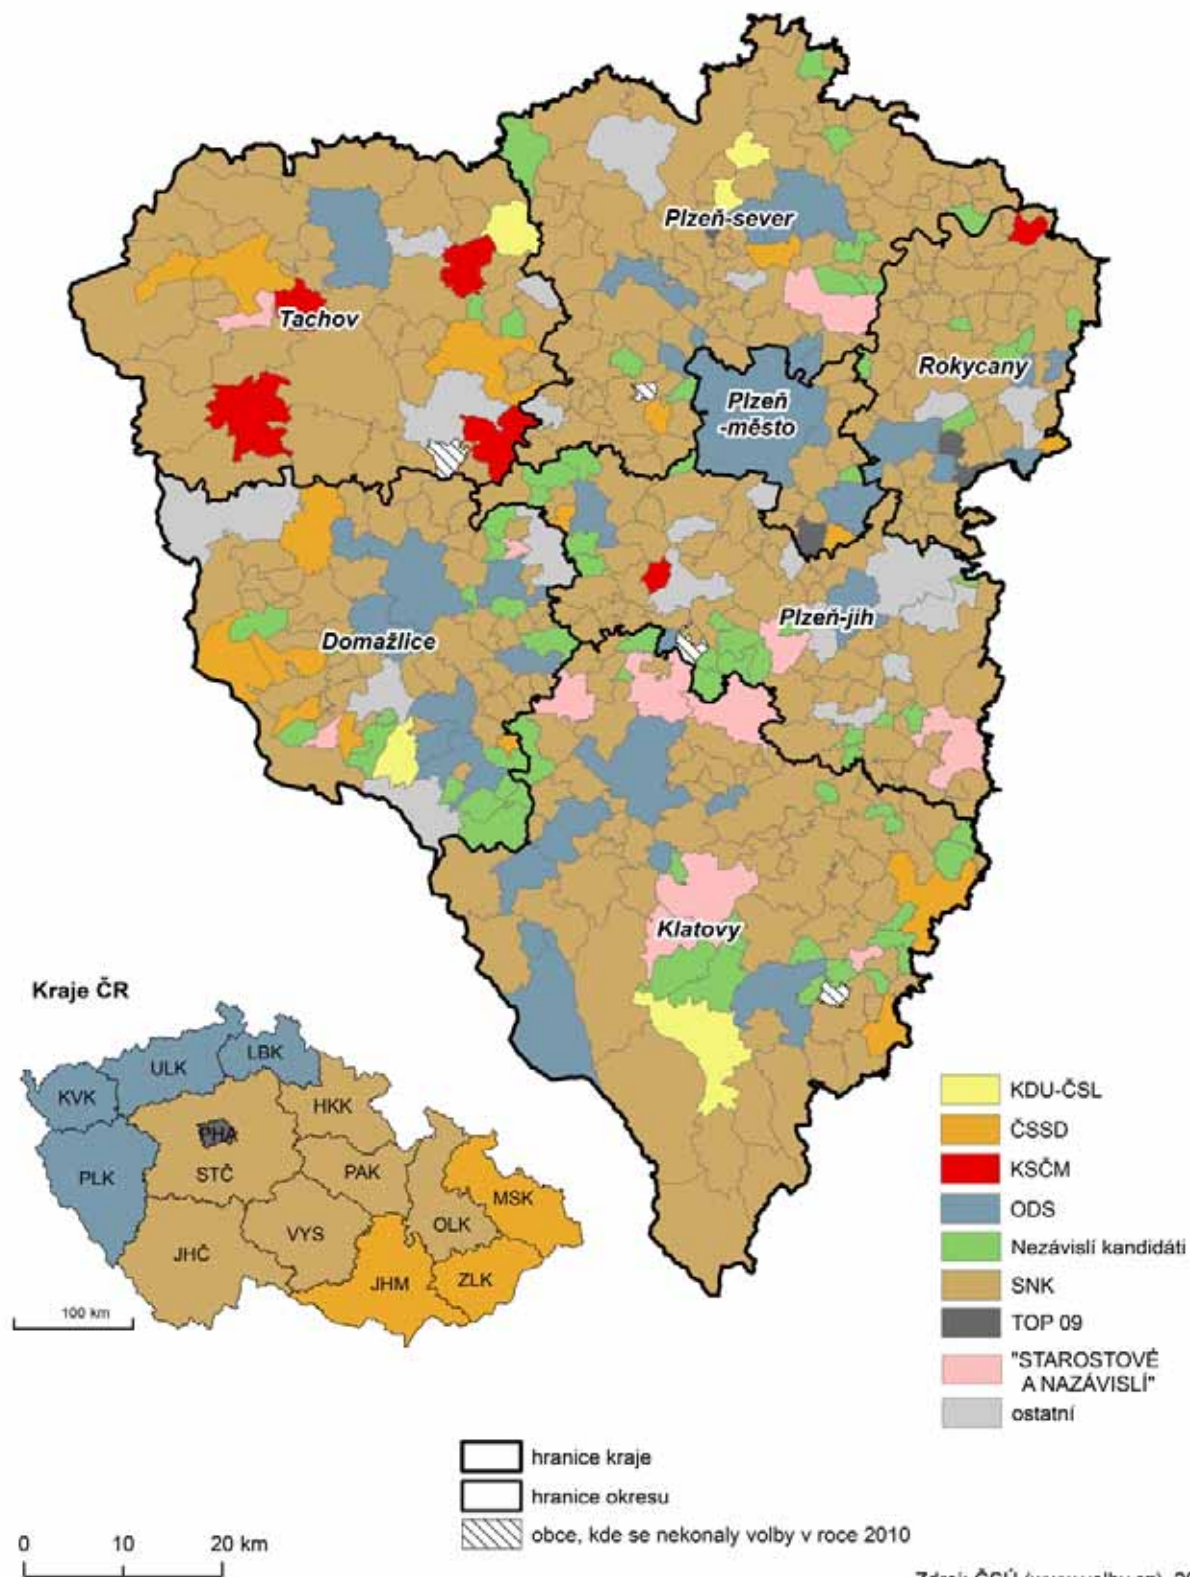 Plzeň-sever
Tachov
Rokycany
Plzeň
-město
Plzeň-jih
Domažlice
Klatovy
Kraje ČR
LBK
ULK
KVK
HKK
PHA
PLK
STČ
PAK
MSK
OLK
VYS
JHČ
JHM
ZLK
100 km
KDU-ČSL
ČSSD
KSČM
ODS
Nezávislí kandidáti
SNK
TOP 09
"STAROSTOVÉ
A NAZÁVISLÍ"
ostatní
hranice kraje
hranice okresu
obce, kde se nekonaly volby v roce 2010
0 10 20 km